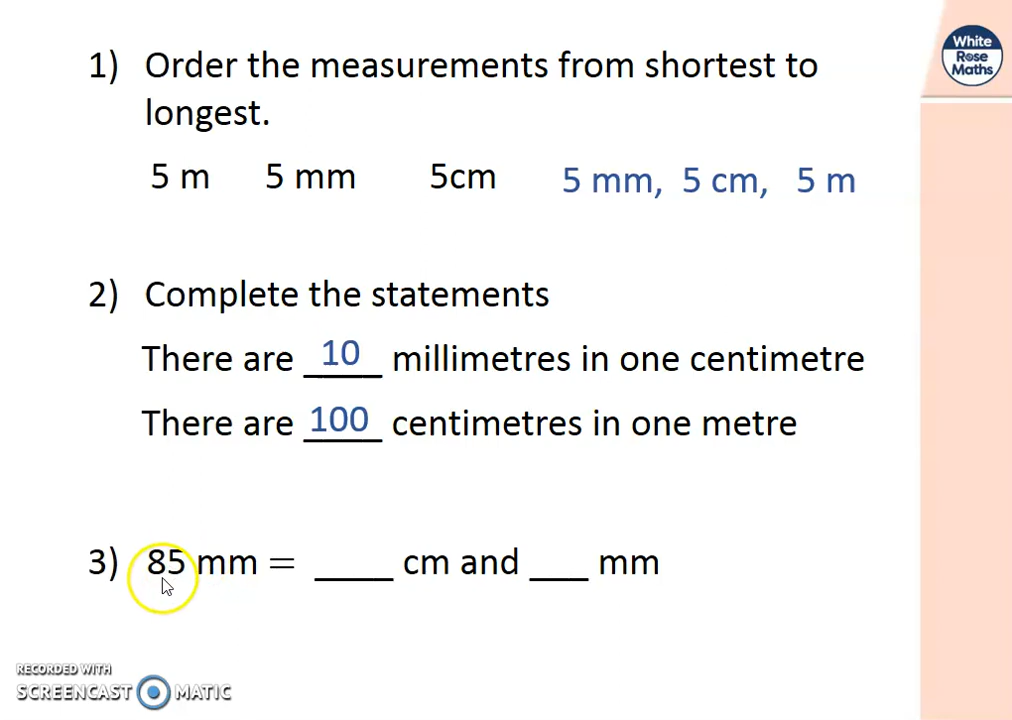 White
Rose
Maths
1) Order the measurements from shortest to
longest.
5 m 5 mm 5cm 5 mm, 5 cm, 5 m
2) Complete the statements
There are 10 millimetres in one centimetre
There are 100 centimetres in one metre
3) 85 mm = ____ cm and ___ mm
RECORDED WITH
SCREENCAST MATIC